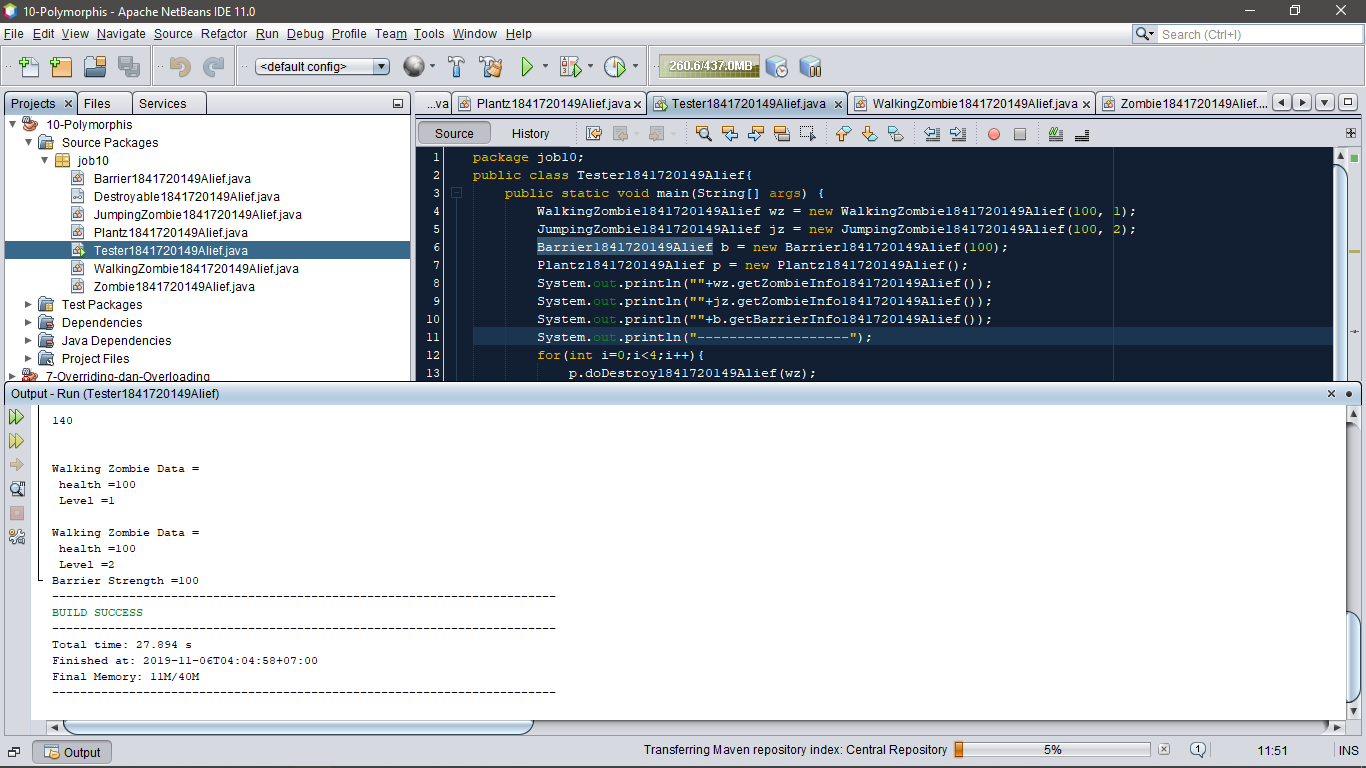 10-Polymorphis - Apache NetBeans IDE 11.0
File Edit View Navigate Source Refactor Run Debug Profile Team Tools Window Help
Search (Ctrl+I)
<default config>
260.6/437.0MB
Projects Files Services
10-Polymorphis
Source Packages
job10
Barrier1841720149Alief.java
Destroyable1841720149Alief.java
JumpingZombie1841720149Alief.java
Plantz1841720149Alief.java
Tester1841720149Alief.java
WalkingZombie1841720149Alief.java
Zombie1841720149Alief.java
Test Packages
Dependencies
Java Dependencies
Project Files
7-Overriding-dan-Overloading
...va Plantz1841720149Alief.java Tester1841720149Alief.java WalkingZombie1841720149Alief.java Zombie1841720149Alief....
Source History
1 package job10;
2 public class Tester1841720149Alief{
3 public static void main(String[] args) {
4 WalkingZombie1841720149Alief wz = new WalkingZombie1841720149Alief(100, 1);
5 JumpingZombie1841720149Alief jz = new JumpingZombie1841720149Alief(100, 2);
6 Barrier1841720149Alief b = new Barrier1841720149Alief(100);
7 Plantz1841720149Alief p = new Plantz1841720149Alief();
8 System.out.println(""+wz.getZombieInfo1841720149Alief());
9 System.out.println(""+jz.getZombieInfo1841720149Alief());
10 System.out.println(""+b.getBarrierInfo1841720149Alief());
11 System.out.println("-------------------");
12 for(int i=0;i<4;i++){
13 p.doDestroy1841720149Alief(wz);
Output - Run (Tester1841720149Alief)
140
Walking Zombie Data =
health =100
Level =1
Walking Zombie Data =
health =100
Level =2
Barrier Strength =100
------------------------------------------------------------------------
BUILD SUCCESS
------------------------------------------------------------------------
Total time: 27.894 s
Finished at: 2019-11-06T04:04:58+07:00
Final Memory: 11M/40M
------------------------------------------------------------------------
Output
Transferring Maven repository index: Central Repository 5% 1 11:51 INS